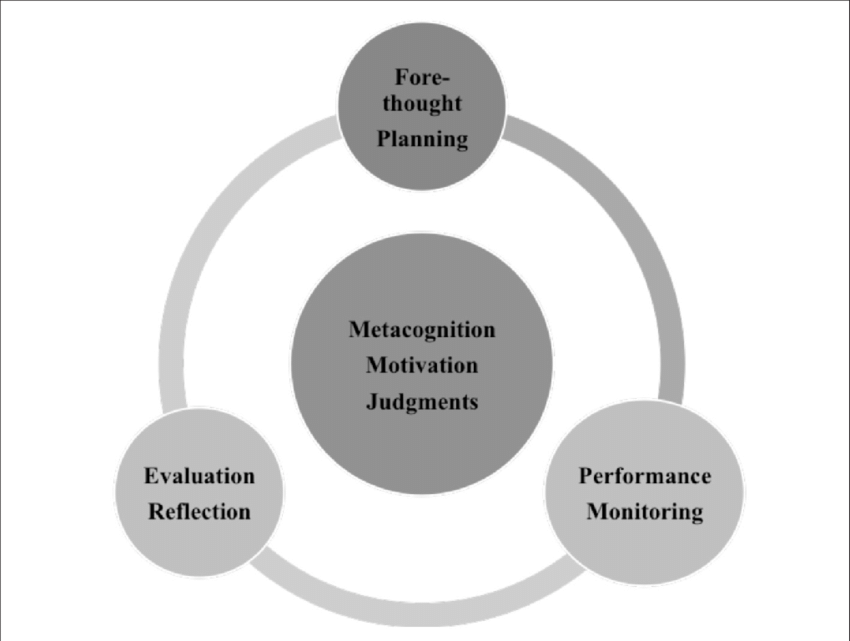 Fore-
thought
Planning
Metacognition
Motivation
Judgments
Evaluation
Reflection
Performance
Monitoring